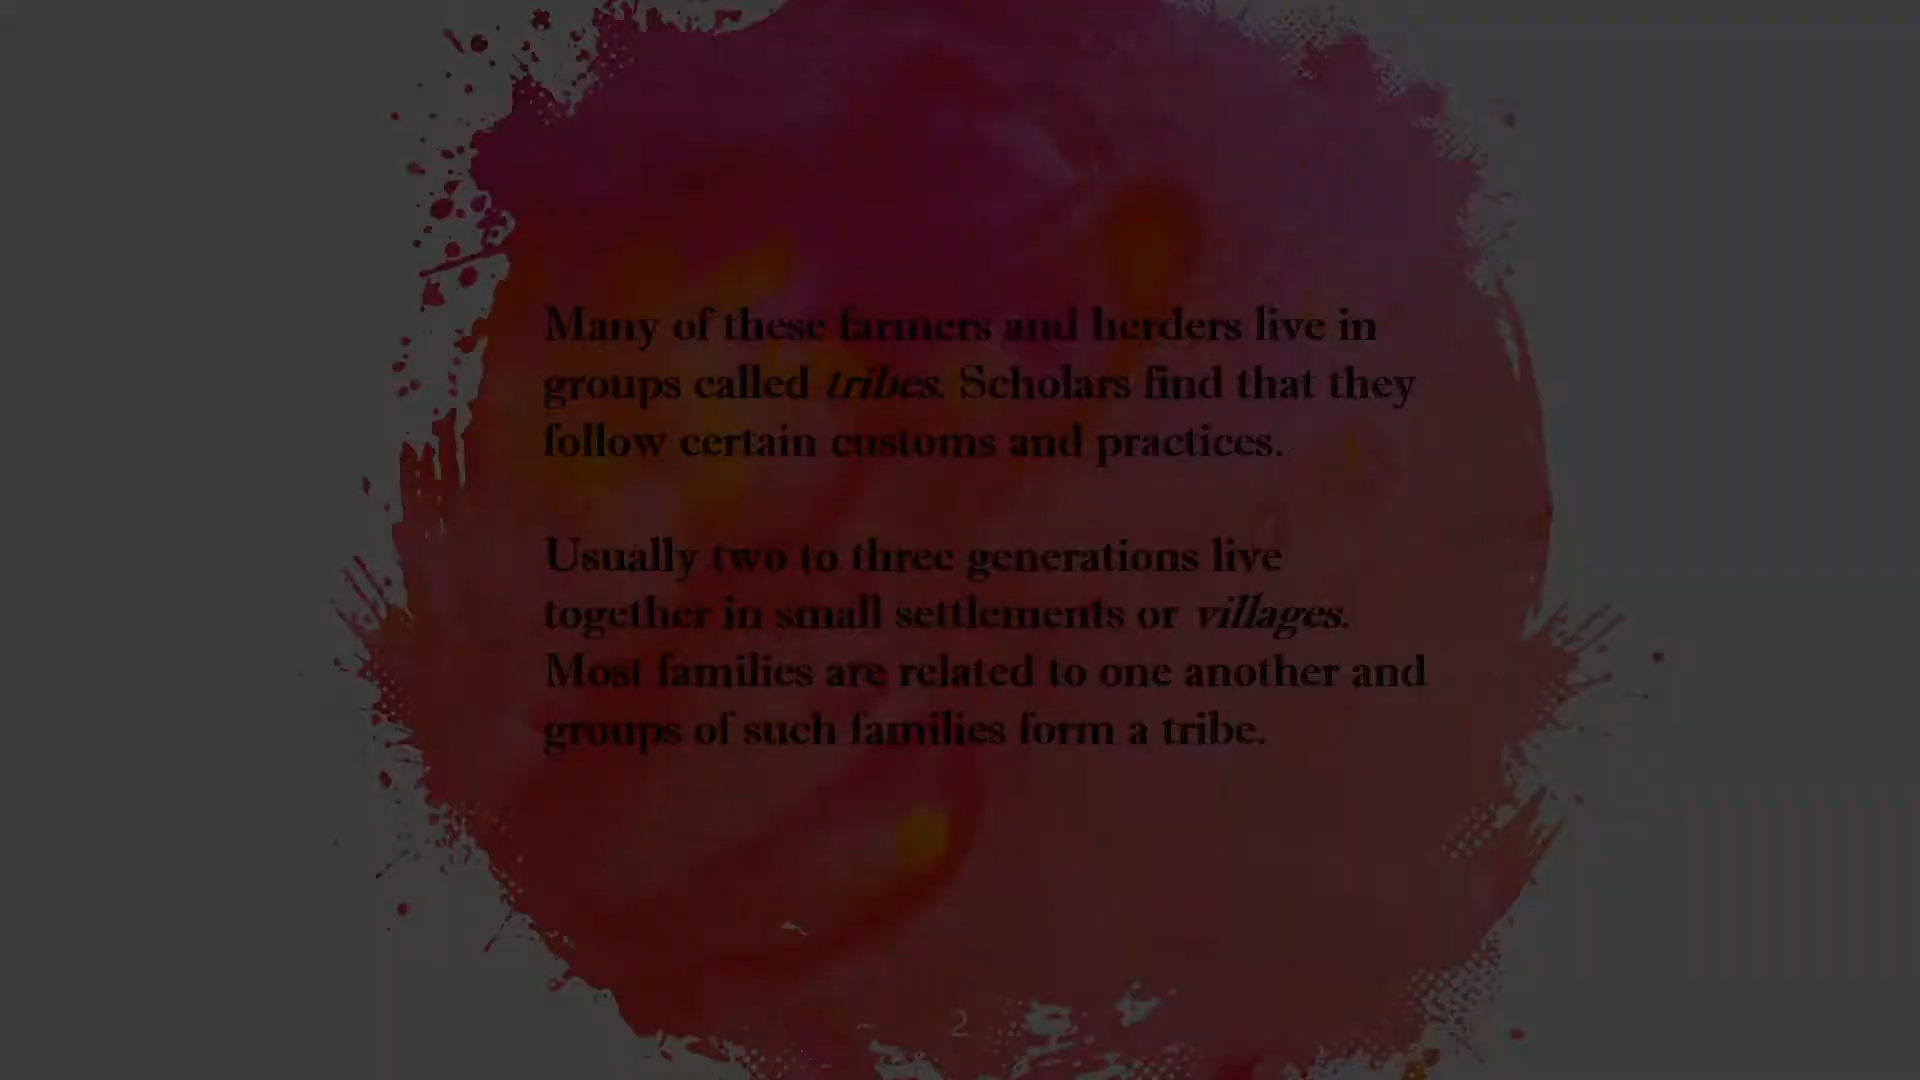 Many of these farmers and herders live in
groups called tribes. Scholars find that they
follow certain customs and practices.
Usually two to three generations live
together in small settlements or villages.
Most families are related to one another and
groups of such families form a tribe.
2